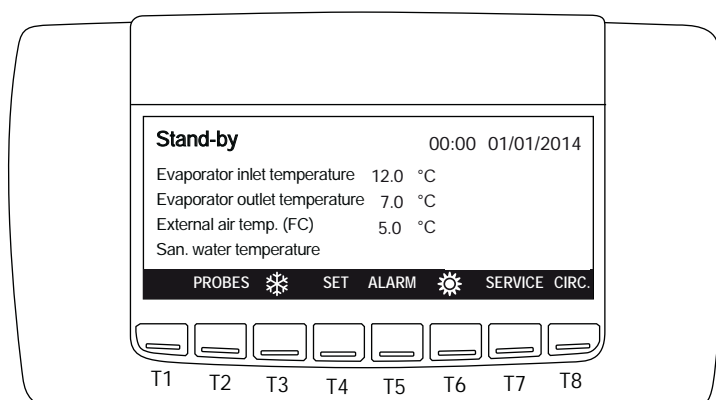 Stand-by 00:00 01/01/2014
Evaporator inlet temperature 12.0 °C
Evaporator outlet temperature 7.0 °C
External air temp. (FC) 5.0 °C
San. water temperature
PROBES SET ALARM SERVICE CIRC.
T1 T2 T3 T4 T5 T6 T7 T8